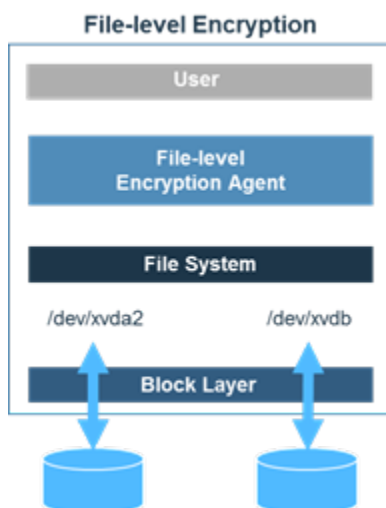 File-level Encryption
User
File-level
Encryption Agent
File System
/dev/xvda2 /dev/xvdb
Block Layer